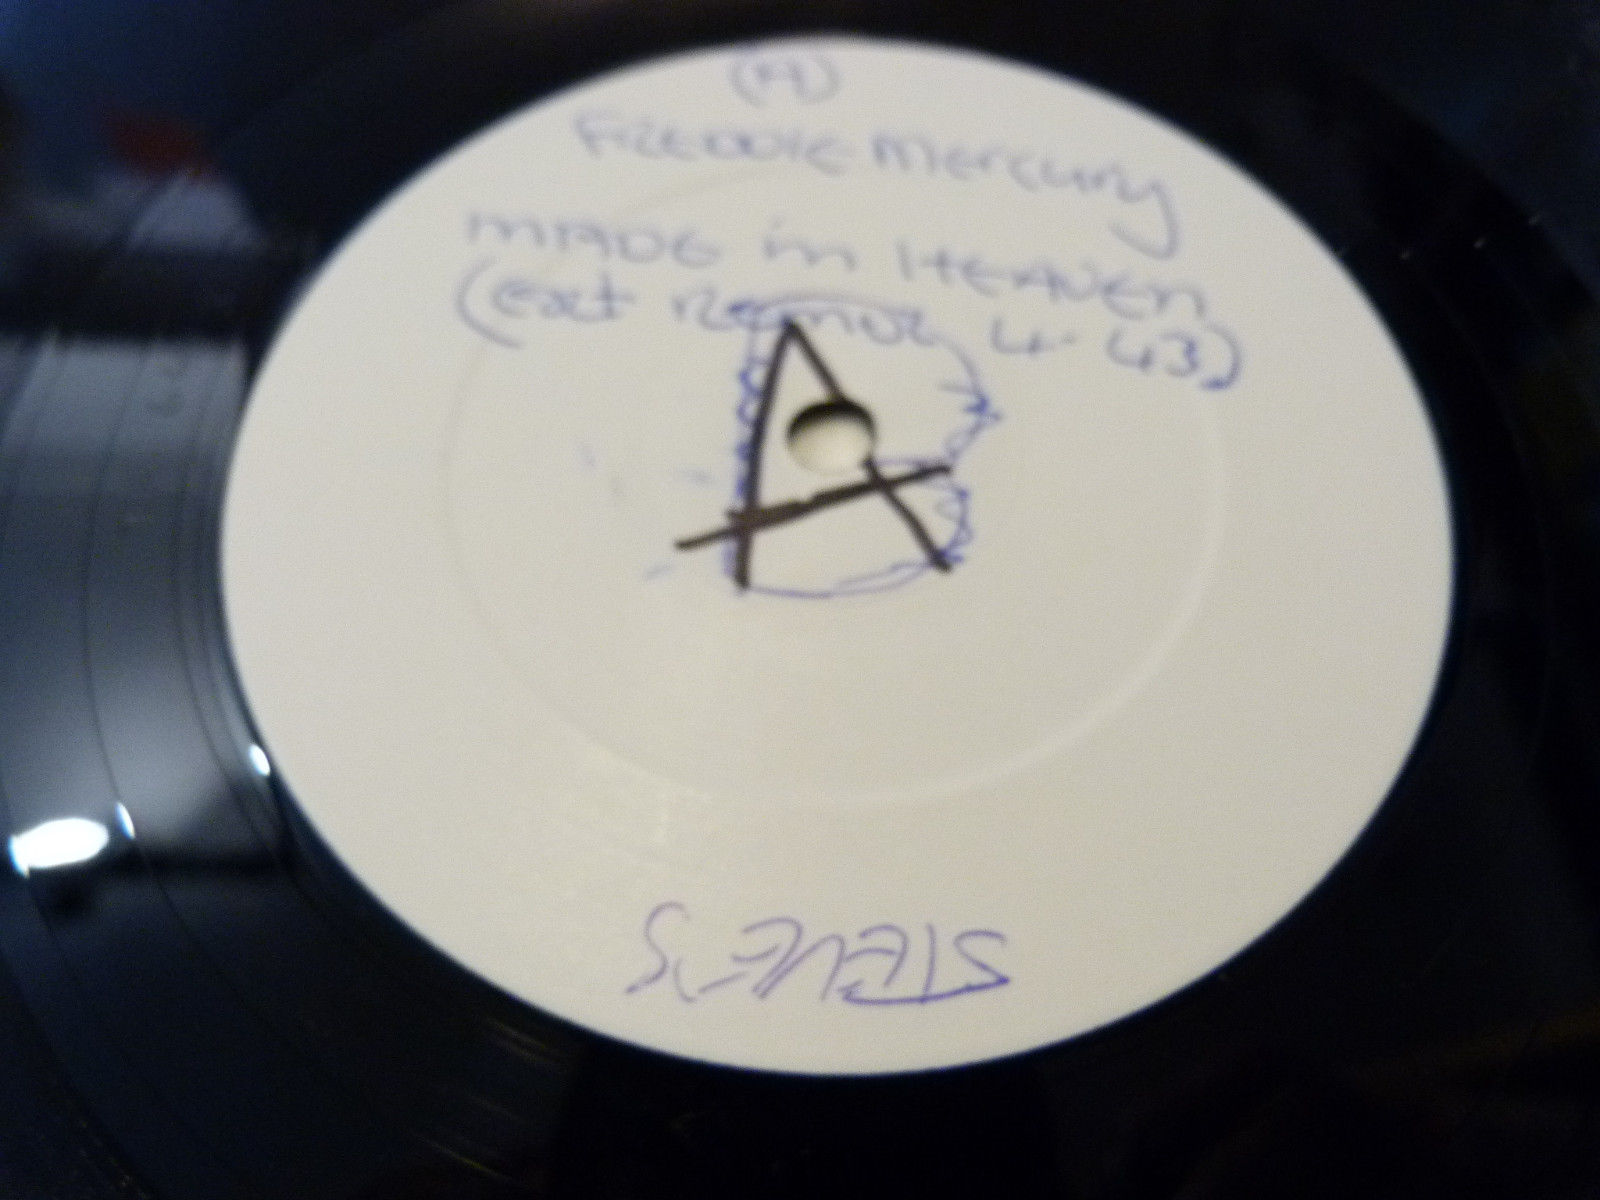 (A)
FREDDIE mercury
MADE in HEAVEN
(ext Remix 4.43)
A
STEVE'S